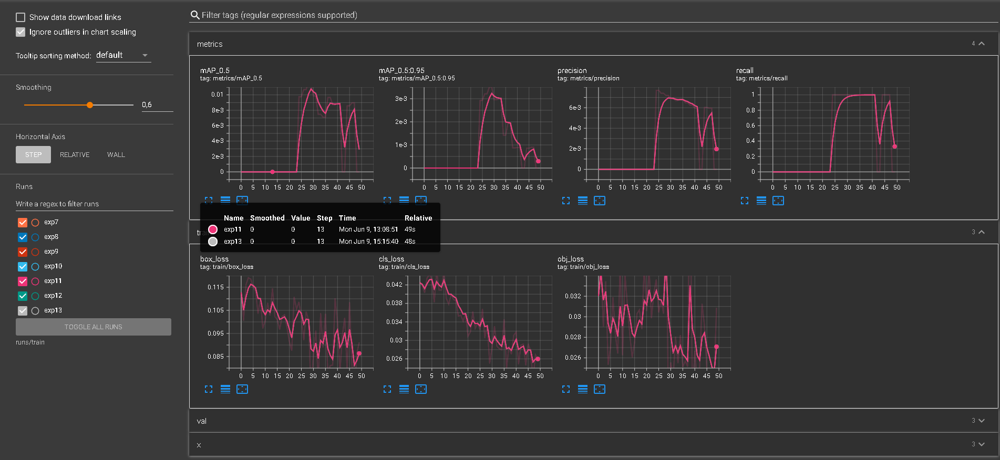 Show data download links
Ignore outliers in chart scaling
Tooltip sorting method: default
Smoothing
0,6
Horizontal Axis
STEP RELATIVE WALL
Runs
Write a regex to filter runs
exp7
exp8
exp9
exp10
exp11
exp12
exp13
TOGGLE ALL RUNS
runs/train
Filter tags (regular expressions supported)
metrics 4
mAP_0.5
tag: metrics/mAP_0.5
0.01
8e-3
6e-3
4e-3
2e-3
0
0 5 10 15 20 25 30 35 40 45 50
mAP_0.5:0.95
tag: metrics/mAP_0.5:0.95
3e-3
2e-3
1e-3
0
0 5 10 15 20 25 30 35 40 45 50
precision
tag: metrics/precision
6e-3
4e-3
2e-3
0
0 5 10 15 20 25 30 35 40 45 50
recall
tag: metrics/recall
1
0.8
0.6
0.4
0.2
0
0 5 10 15 20 25 30 35 40 45 50
Name Smoothed Value Step Time Relative
exp11 0 0 13 Mon Jun 9, 13:08:51 49s
exp13 0 0 13 Mon Jun 9, 15:15:40 48s
train 3
box_loss
tag: train/box_loss
0.115
0.105
0.095
0.085
0 5 10 15 20 25 30 35 40 45 50
cls_loss
tag: train/cls_loss
0.042
0.038
0.034
0.03
0.026
0 5 10 15 20 25 30 35 40 45 50
obj_loss
tag: train/obj_loss
0.032
0.03
0.028
0.026
0 5 10 15 20 25 30 35 40 45 50
val 3
x 3